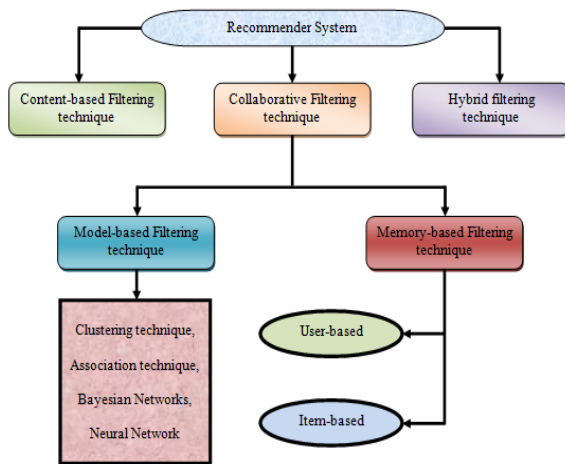 Recommender System
Content-based Filtering
technique
Collaborative Filtering
technique
Hybrid filtering
technique
Model-based Filtering
technique
Memory-based Filtering
technique
Clustering technique,
Association technique,
Bayesian Networks,
Neural Network
User-based
Item-based